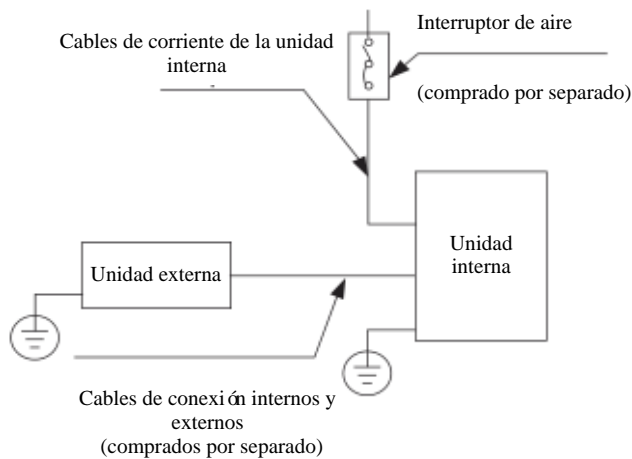 Cables de corriente de la unidad
interna
Interruptor de aire
(comprado por separado)
Unidad
interna
Unidad externa
Cables de conexión internos y
externos
(comprados por separado)